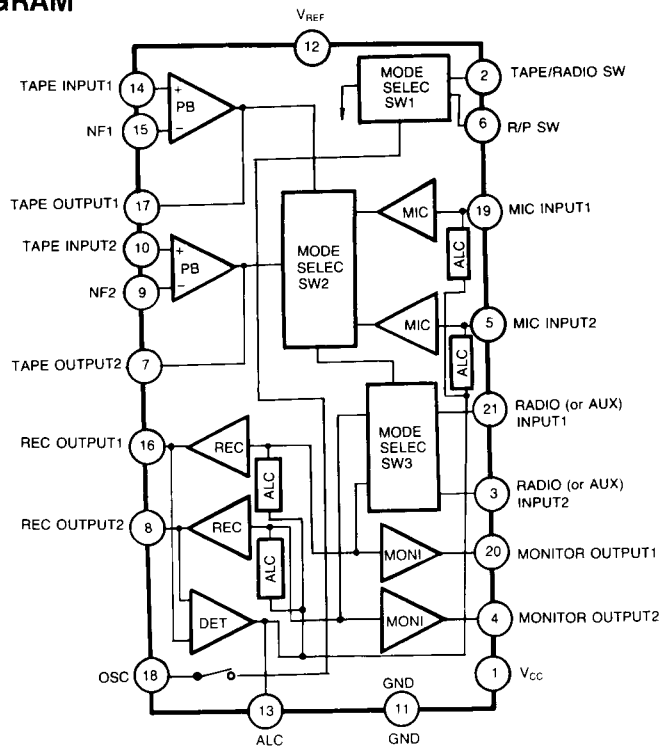 GRAM
VREF
12
TAPE INPUT1
14
+
PB
−
NF1
15
MODE
SELEC
SW1
2
TAPE/RADIO SW
6
R/P SW
TAPE OUTPUT1
17
TAPE INPUT2
10
+
PB
−
NF2
9
TAPE OUTPUT2
7
MODE
SELEC
SW2
MIC
19
MIC INPUT1
ALC
MIC
5
MIC INPUT2
ALC
REC OUTPUT1
16
REC
ALC
REC OUTPUT2
8
REC
ALC
DET
MODE
SELEC
SW3
21
RADIO (or AUX)
INPUT1
3
RADIO (or AUX)
INPUT2
MONI
20
MONITOR OUTPUT1
MONI
4
MONITOR OUTPUT2
OSC
18
1
VCC
13
ALC
GND
11
GND